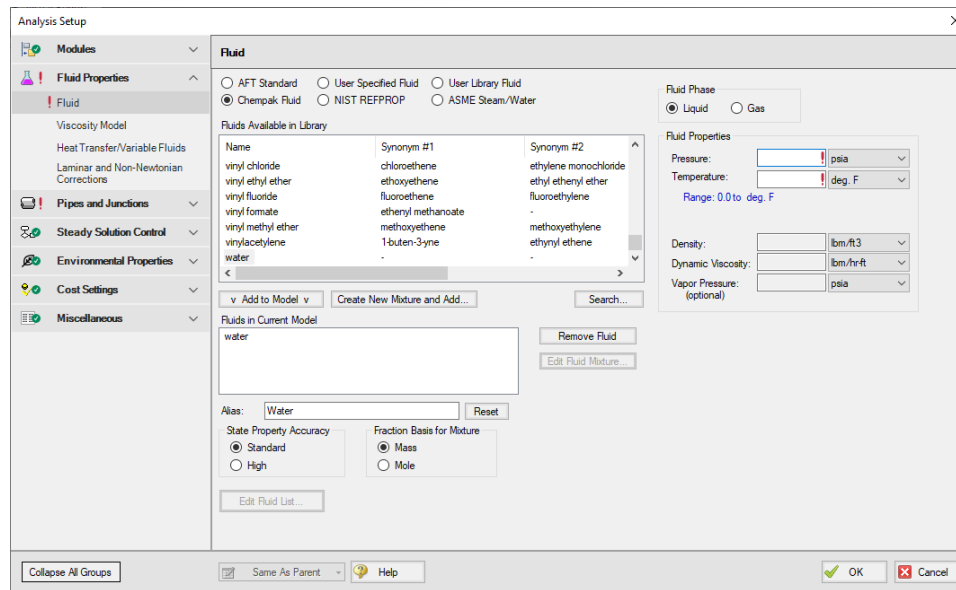 Analysis Setup
Modules
Fluid Properties
Fluid
Viscosity Model
Heat Transfer/Variable Fluids
Laminar and Non-Newtonian
Corrections
Pipes and Junctions
Steady Solution Control
Environmental Properties
Cost Settings
Miscellaneous
Fluid
AFT Standard User Specified Fluid User Library Fluid
Chempak Fluid NIST REFPROP ASME Steam/Water
Fluids Available in Library
Name Synonym #1 Synonym #2
vinyl chloride chloroethene ethylene monochloride
vinyl ethyl ether ethoxyethene ethyl ethenyl ether
vinyl fluoride fluoroethene fluoroethylene
vinyl formate ethenyl methanoate -
vinyl methyl ether methoxyethene methoxyethylene
vinylacetylene 1-buten-3-yne ethynyl ethene
water - -
v Add to Model v Create New Mixture and Add... Search...
Fluids in Current Model
water
Remove Fluid
Edit Fluid Mixture...
Alias: Water Reset
State Property Accuracy Fraction Basis for Mixture
Standard Mass
High Mole
Edit Fluid List...
Fluid Phase
Liquid Gas
Fluid Properties
Pressure: ! psia
Temperature: ! deg. F
Range: 0.0 to deg. F
Density: lbm/ft3
Dynamic Viscosity: lbm/hr-ft
Vapor Pressure: psia
(optional)
Collapse All Groups Same As Parent Help OK Cancel